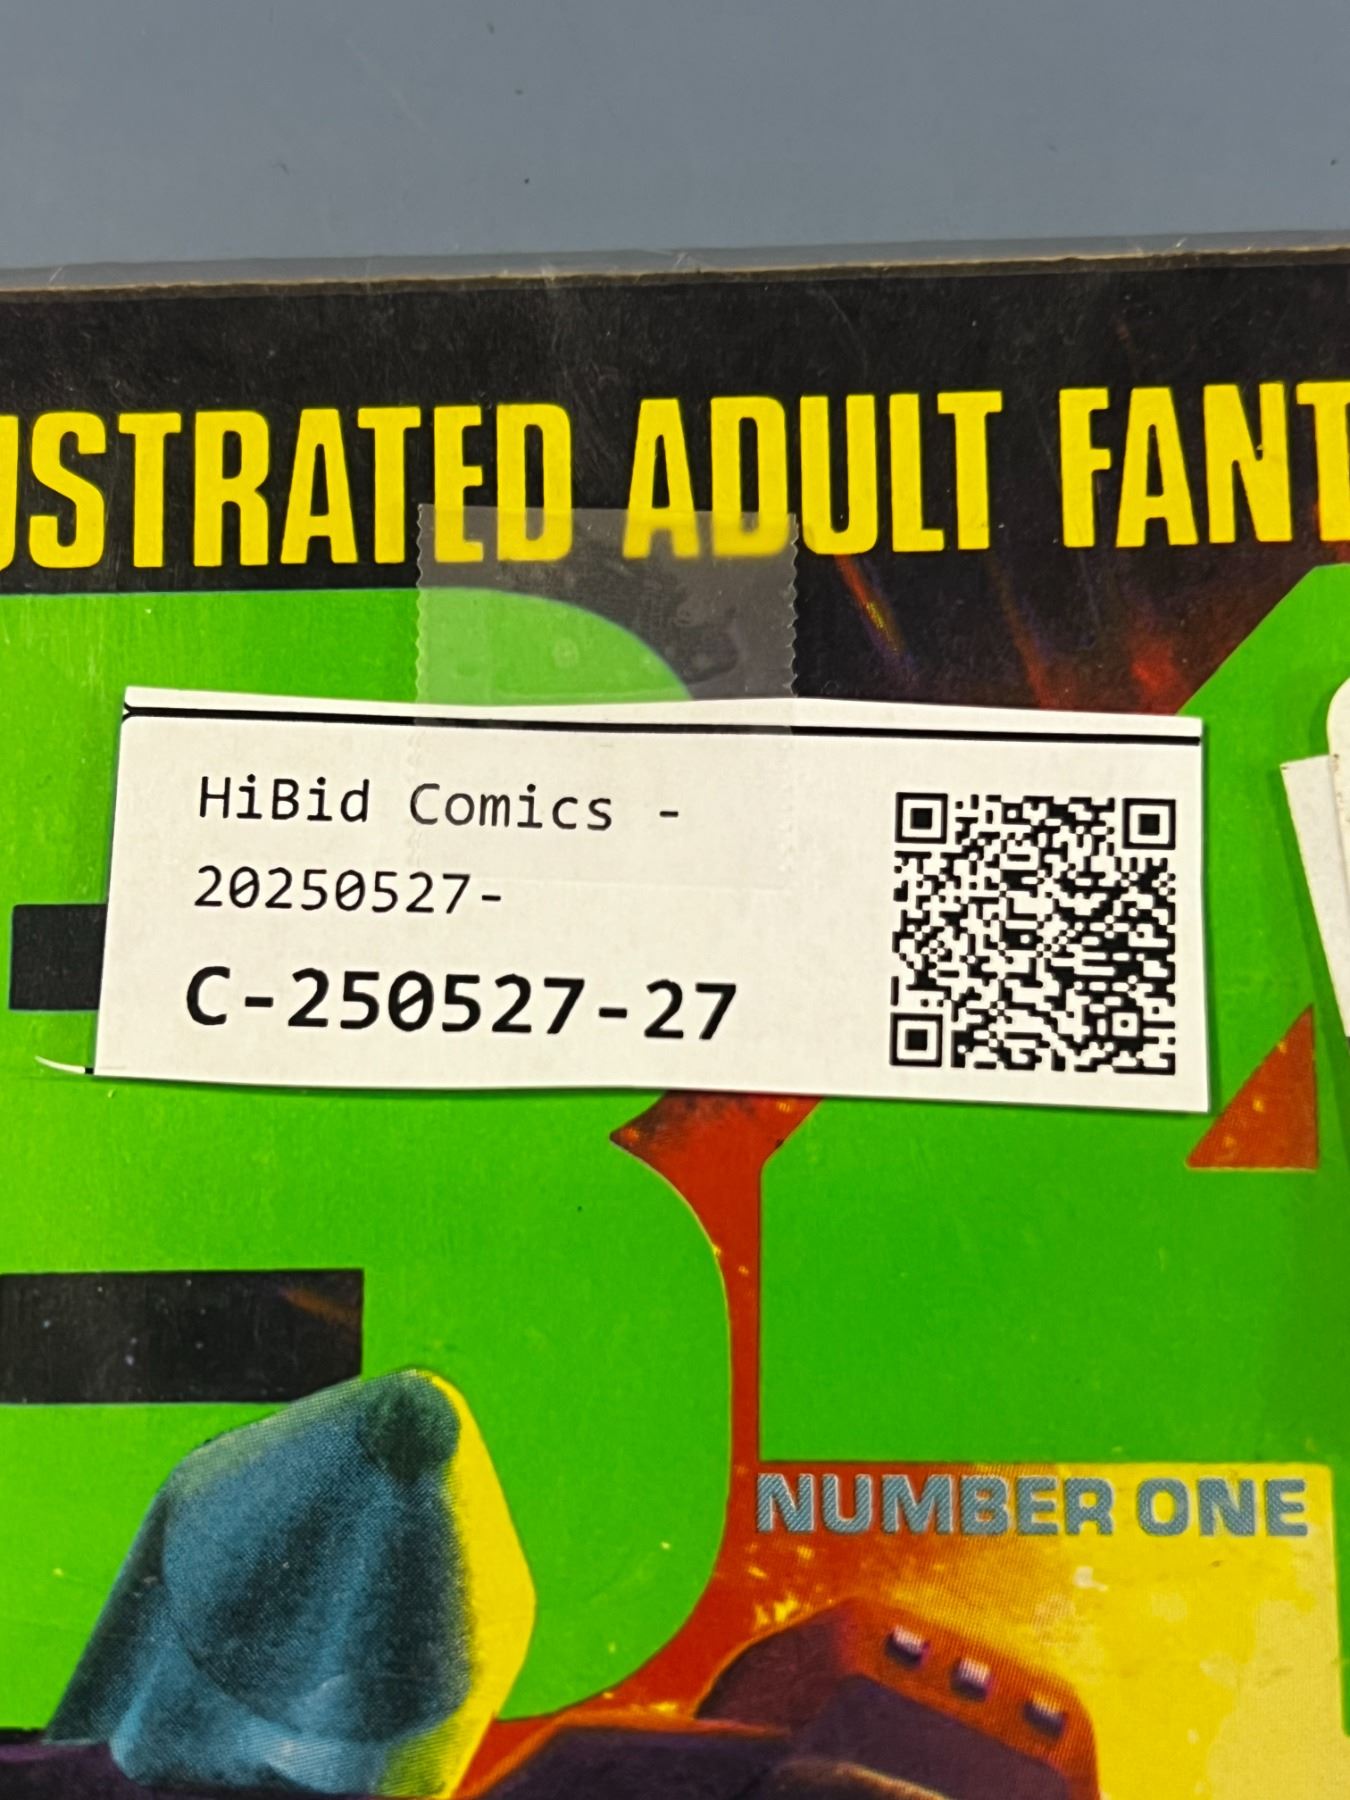 USTRATED ADULT FANT
HiBid Comics -
20250527-
C-250527-27
NUMBER ONE